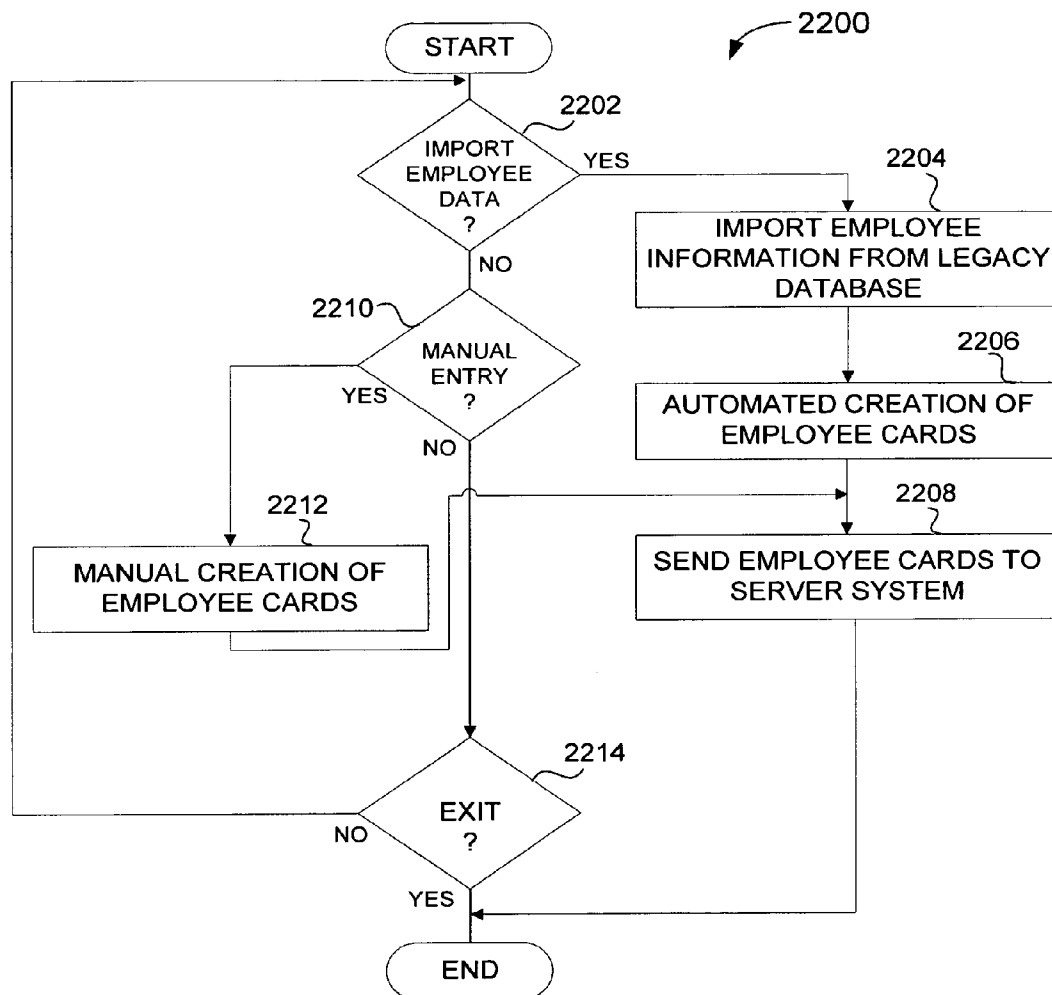 2200
START
2202
IMPORT
EMPLOYEE
DATA
?
YES
NO
2204
IMPORT EMPLOYEE
INFORMATION FROM LEGACY
DATABASE
2210
MANUAL
ENTRY
?
YES
NO
2206
AUTOMATED CREATION OF
EMPLOYEE CARDS
2212
MANUAL CREATION OF
EMPLOYEE CARDS
2208
SEND EMPLOYEE CARDS TO
SERVER SYSTEM
2214
EXIT
?
NO
YES
END